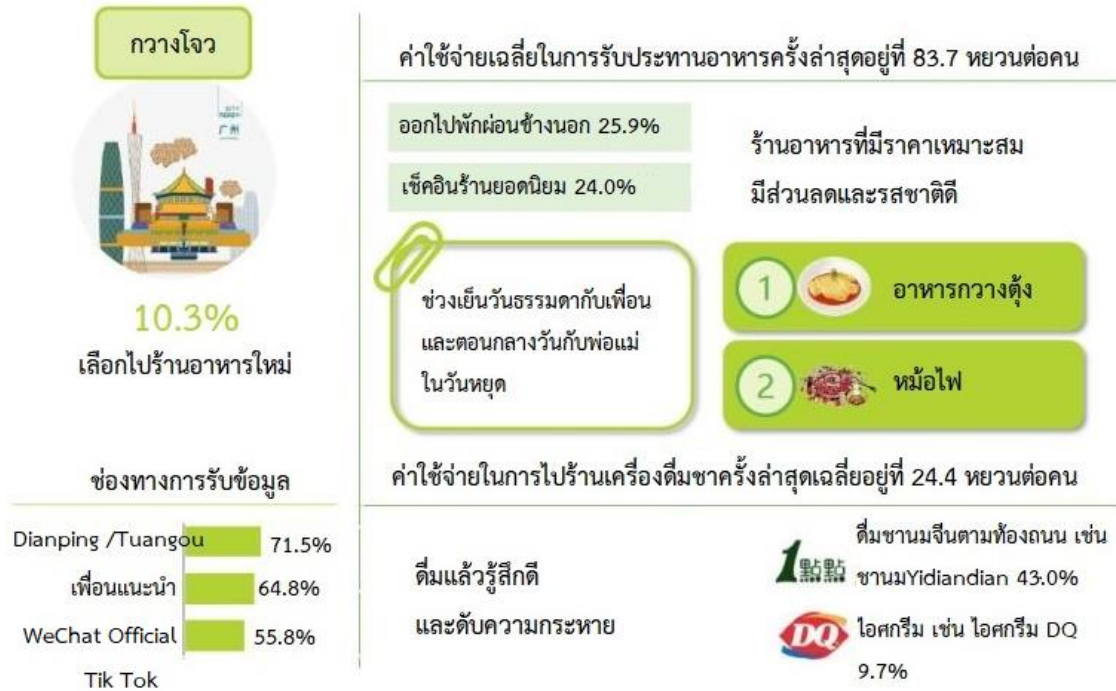 กวางโจว
广州
10.3%
เลือกไปร้านอาหารใหม่
ช่องทางการรับข้อมูล
Dianping /Tuangou 71.5%
เพื่อนแนะนำ 64.8%
WeChat Official 55.8%
Tik Tok
ค่าใช้จ่ายเฉลี่ยในการรับประทานอาหารครั้งล่าสุดอยู่ที่ 83.7 หยวนต่อคน
ออกไปพักผ่อนข้างนอก 25.9%
เช็คอินร้านยอดนิยม 24.0%
ร้านอาหารที่มีราคาเหมาะสม
มีส่วนลดและรสชาติดี
ช่วงเย็นวันธรรมดากับเพื่อน
และตอนกลางวันกับพ่อแม่
ในวันหยุด
1 อาหารกวางตุ้ง
2 หม้อไฟ
ค่าใช้จ่ายในการไปร้านเครื่องดื่มชาครั้งล่าสุดเฉลี่ยอยู่ที่ 24.4 หยวนต่อคน
ดื่มแล้วรู้สึกดี
และดับความกระหาย
1點點
ดื่มชานมจีนตามท้องถนน เช่น
ชานมYidiandian 43.0%
DQ
ไอศกรีม เช่น ไอศกรีม DQ
9.7%